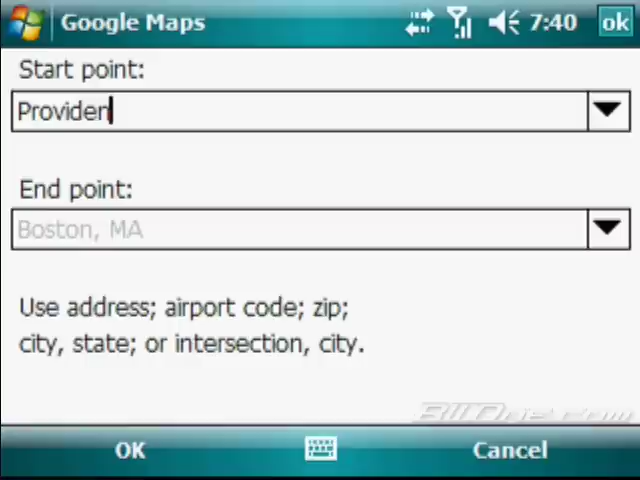 Google Maps 7:40 ok
Start point:
Providen
End point:
Boston, MA
Use address; airport code; zip;
city, state; or intersection, city.
OK Cancel